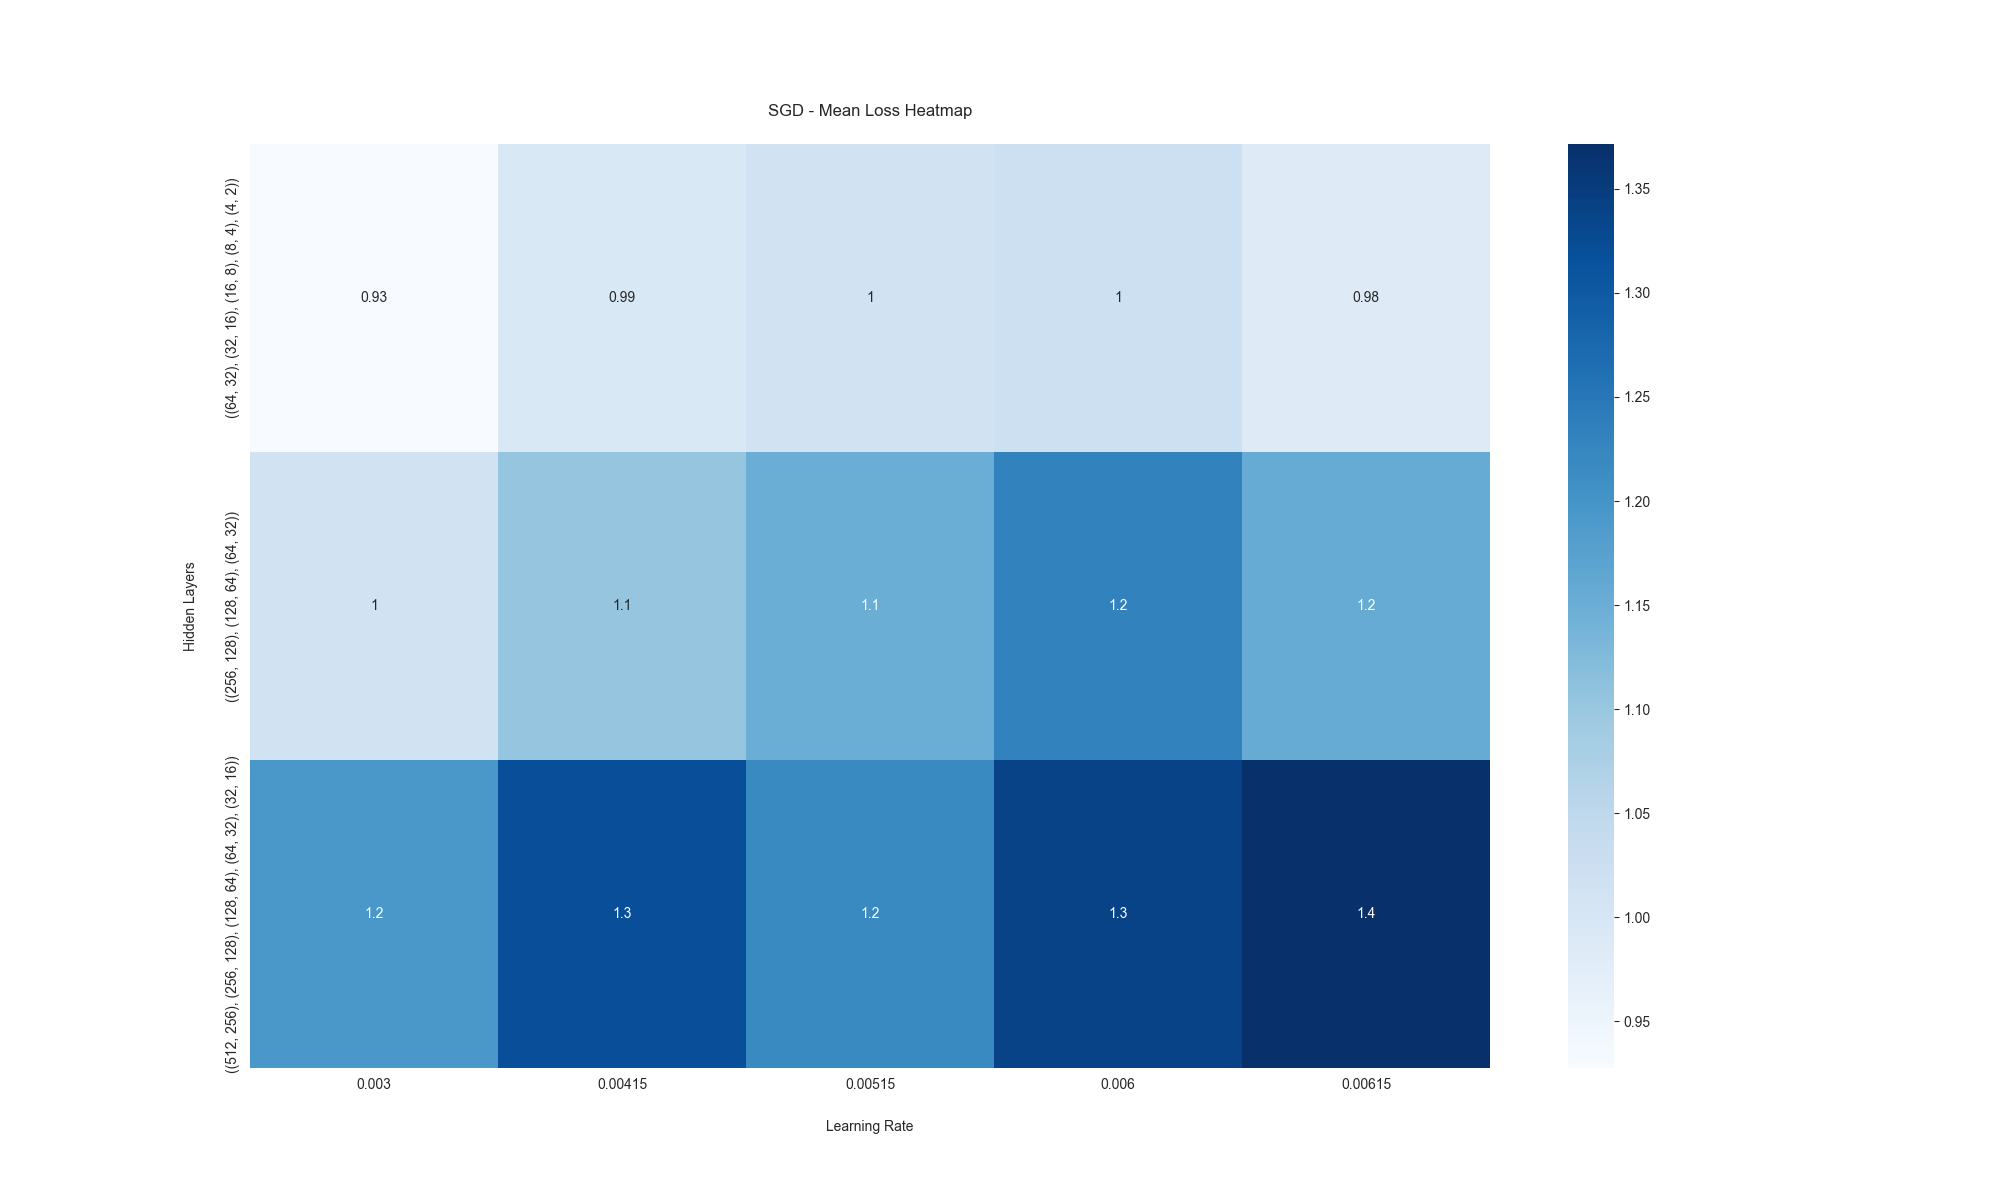 SGD - Mean Loss Heatmap
Hidden Layers
((64, 32), (32, 16), (16, 8), (8, 4), (4, 2))
0.93 0.99 1 1 0.98
((256, 128), (128, 64), (64, 32))
1 1.1 1.1 1.2 1.2
((512, 256), (256, 128), (128, 64), (64, 32), (32, 16))
1.2 1.3 1.2 1.3 1.4
0.003 0.00415 0.00515 0.006 0.00615
Learning Rate
1.35
1.30
1.25
1.20
1.15
1.10
1.05
1.00
0.95